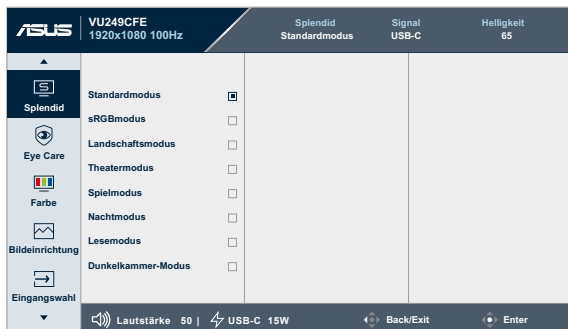 ASUS
VU249CFE
1920x1080 100Hz
Splendid
Standardmodus
Signal
USB-C
Helligkeit
65
Splendid
Eye Care
Farbe
Bildeinrichtung
Eingangswahl
Standardmodus
sRGBmodus
Landschaftsmodus
Theatermodus
Spielmodus
Nachtmodus
Lesemodus
Dunkelkammer-Modus
Lautstärke 50 | USB-C 15W
Back/Exit
Enter